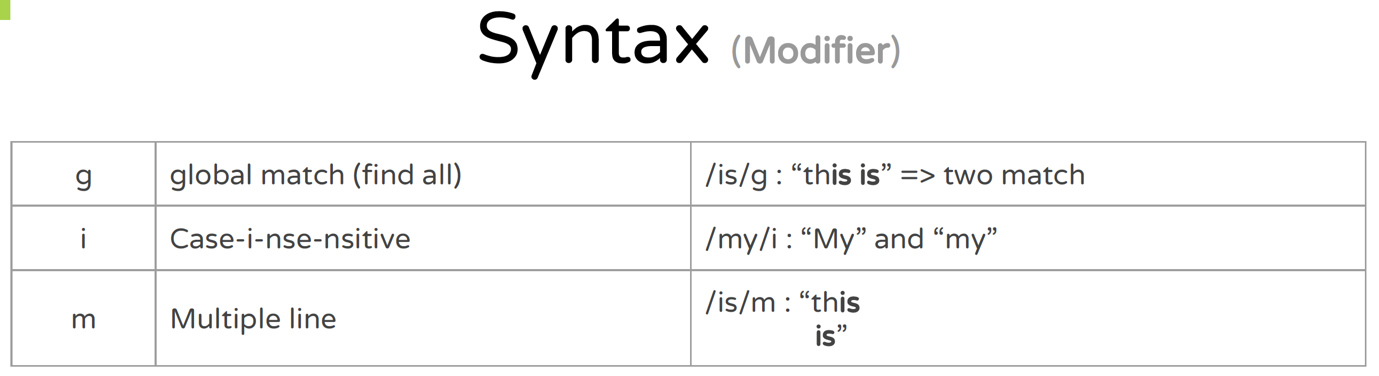 Syntax (Modifier)
g global match (find all) /is/g : “this is” => two match
i Case-i-nse-nsitive /my/i : “My” and “my”
m Multiple line /is/m : “this
is”